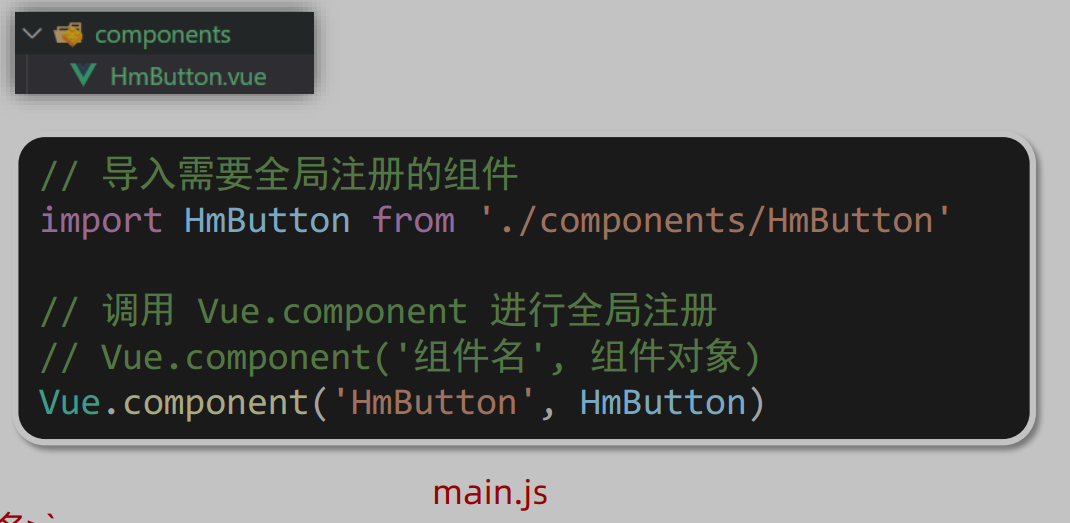 components
HmButton.vue
// 导入需要全局注册的组件
import HmButton from './components/HmButton'
// 调用 Vue.component 进行全局注册
// Vue.component('组件名', 组件对象)
Vue.component('HmButton', HmButton)
main.js